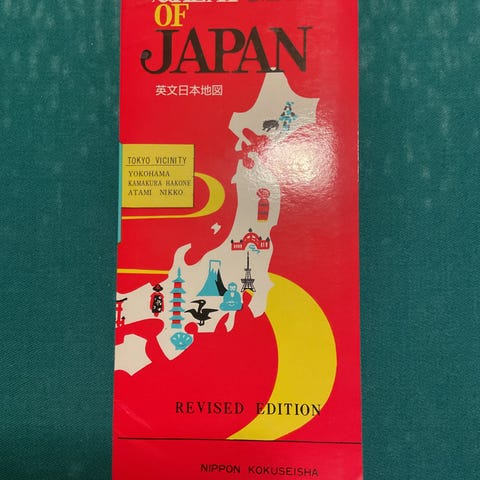 OF
JAPAN
英文日本地図
TOKYO VICINITY
YOKOHAMA
KAMAKURA HAKONE
ATAMI NIKKO
REVISED EDITION
NIPPON KOKUSEISHA